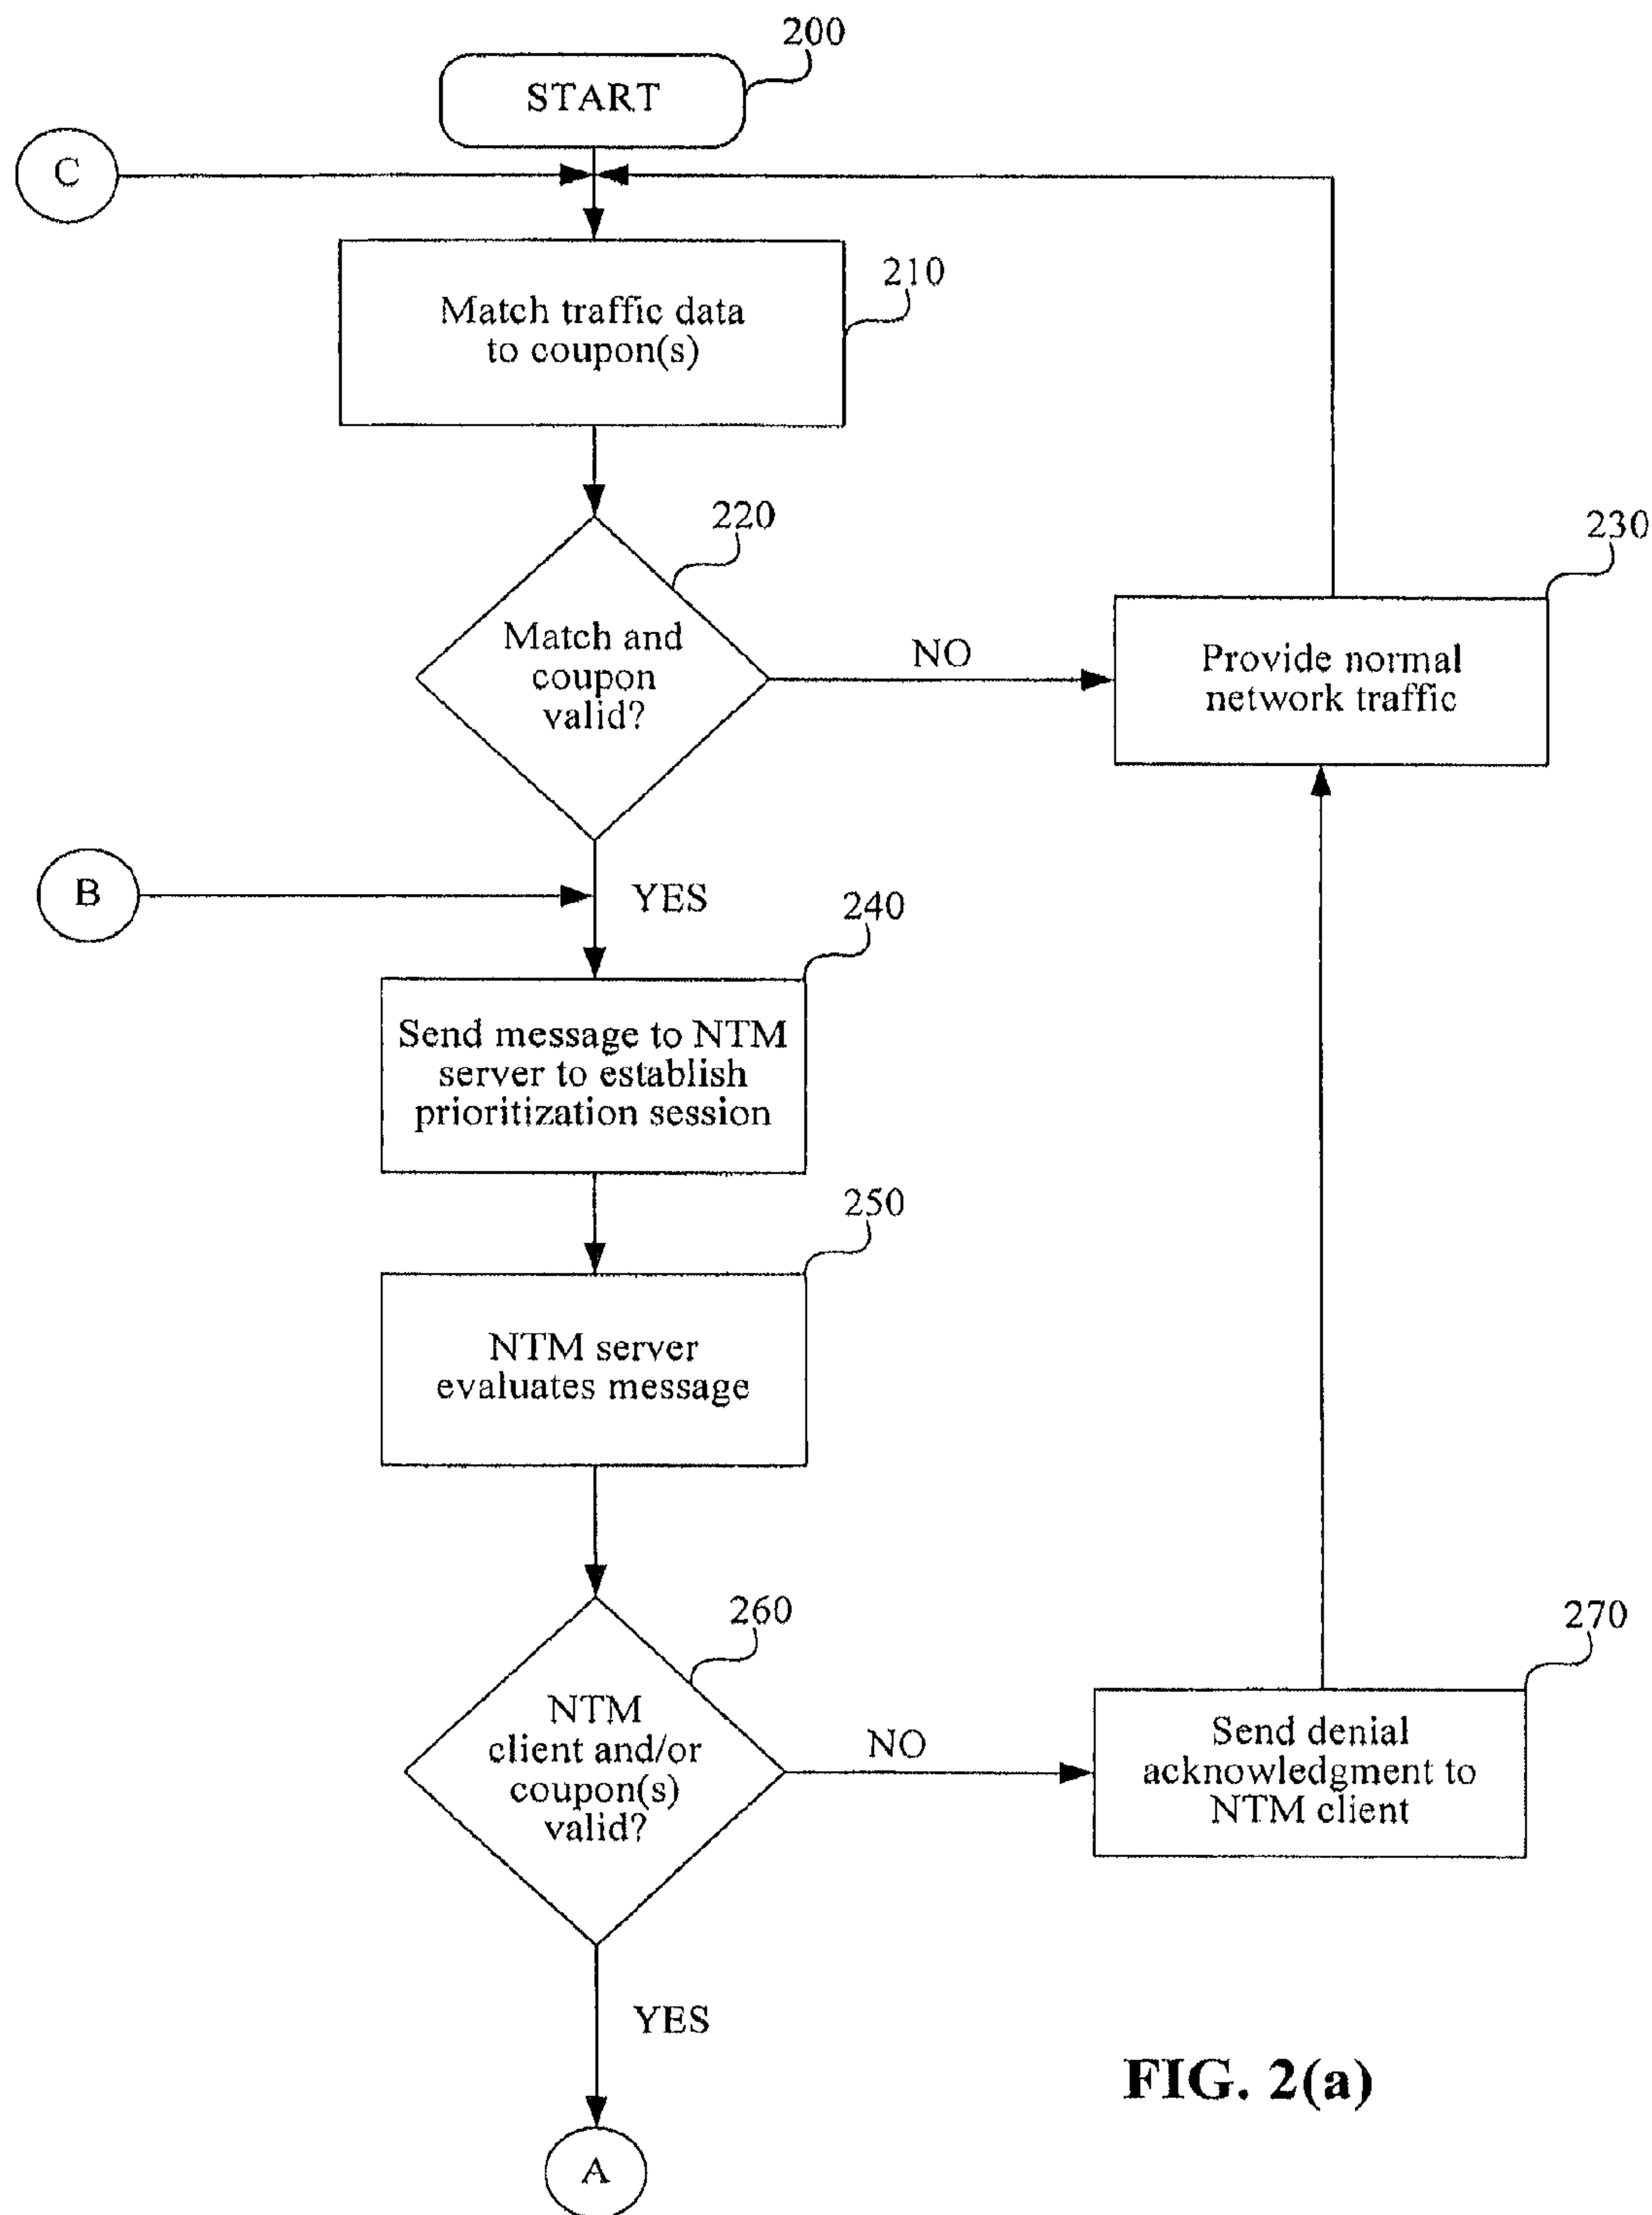 200
START
C
210
Match traffic data
to coupon(s)
220
230
Match and
coupon
valid?
NO
Provide normal
network traffic
B
YES
240
Send message to NTM
server to establish
prioritization session
250
NTM server
evaluates message
260
270
NTM
client and/or
coupon(s)
valid?
NO
Send denial
acknowledgment to
NTM client
YES
FIG. 2(a)
A